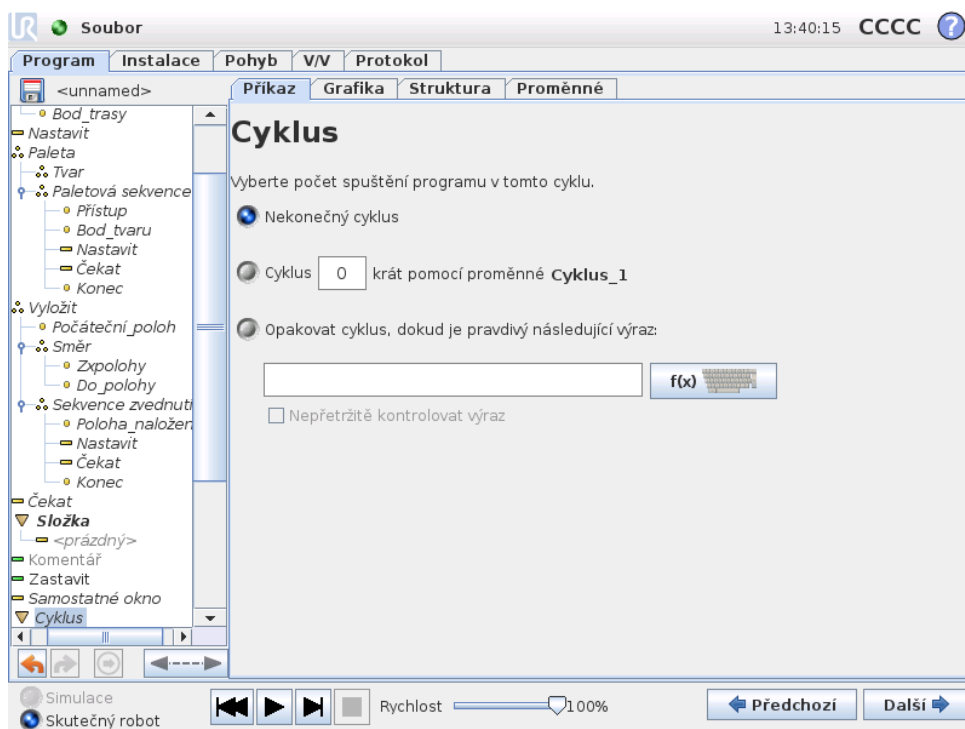 UR Soubor 13:40:15 CCCC ?
Program Instalace Pohyb V/V Protokol
<unnamed>
Bod_trasy
Nastavit
Paleta
Tvar
Paletová sekvence
Přístup
Bod_tvaru
Nastavit
Čekat
Konec
Vyložit
Počáteční_poloh
Směr
Zxpolohy
Do_polohy
Sekvence zvednutí
Poloha_naložen
Nastavit
Čekat
Konec
Čekat
Složka
<prázdný>
Komentář
Zastavit
Samostatné okno
Cyklus
Příkaz Grafika Struktura Proměnné
Cyklus
Vyberte počet spuštění programu v tomto cyklu.
Nekonečný cyklus
Cyklus 0 krát pomocí proměnné Cyklus_1
Opakovat cyklus, dokud je pravdivý následující výraz:
f(x)
Nepřetržitě kontrolovat výraz
Simulace
Skutečný robot
Rychlost 100%
Předchozí Další